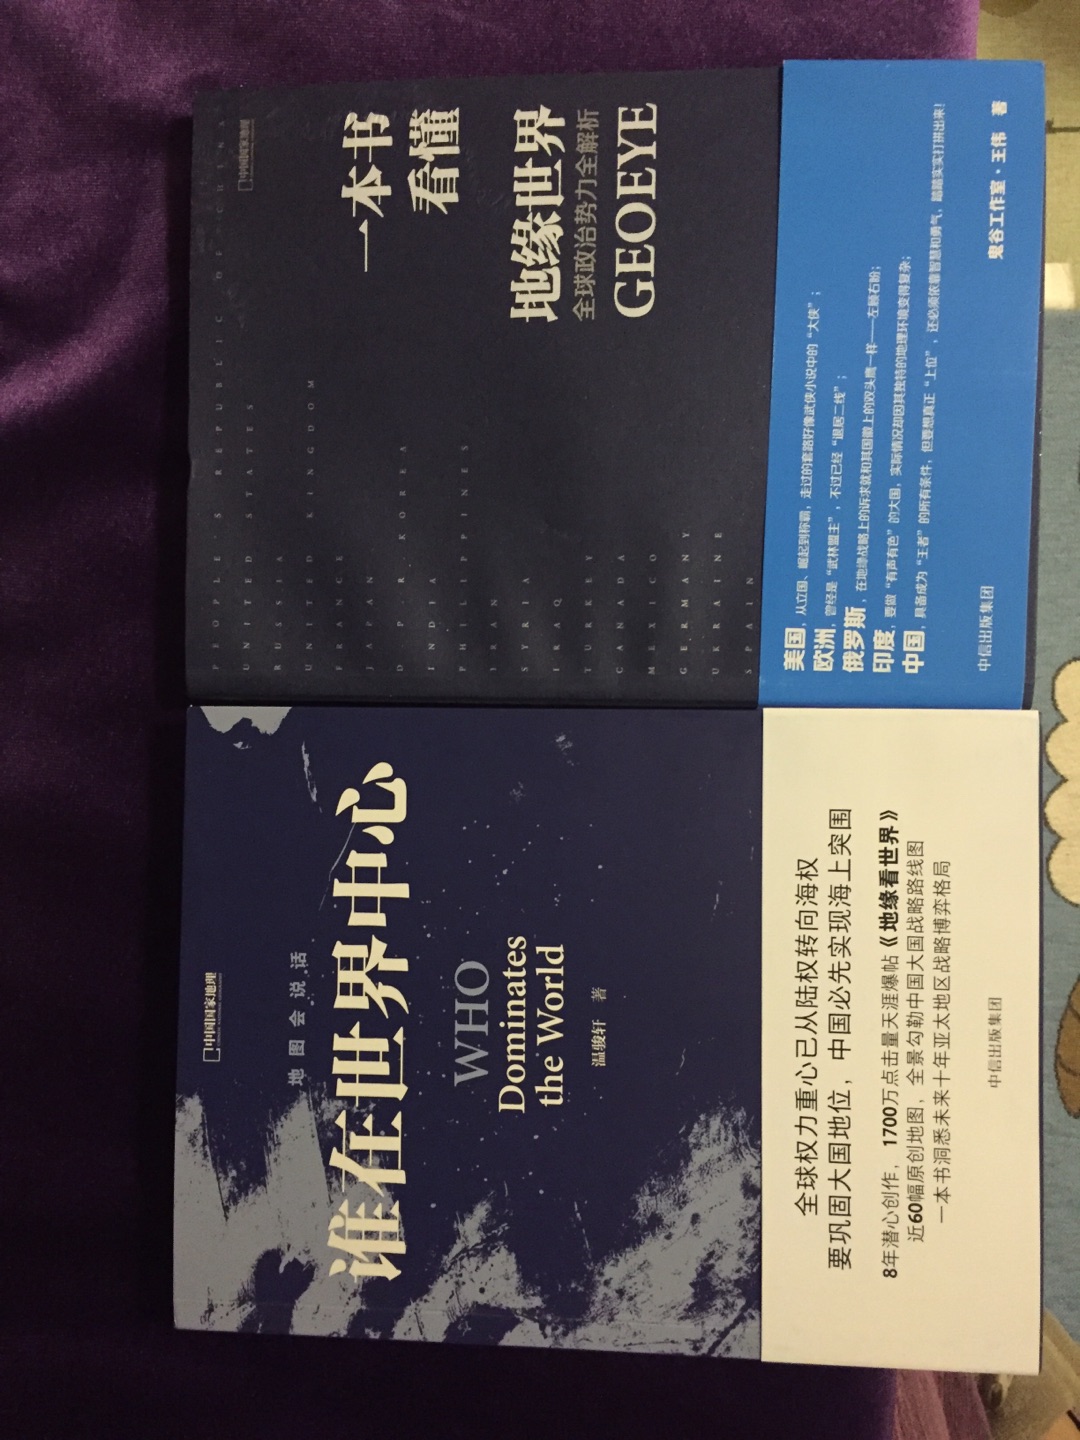 中国国家地理
地图会说话
谁在世界中心
WHO
Dominates
the World
温骏轩 著
全球权力重心已从陆权转向海权
要巩固大国地位，中国必先实现海上突围
8年潜心创作，1700万点击量天涯爆帖《地缘看世界》
近60幅原创地图，全景勾勒中国大国战略路线图
一本书洞悉未来十年亚太地区战略博弈格局
中信出版集团
中国国家地理
一本书
看懂
地缘世界
全球政治势力全解析
GEOEYE
PEOPLE'S REPUBLIC OF CHINA
UNITED STATES
RUSSIA
UNITED KINGDOM
FRANCE
JAPAN
D.P.R.KOREA
INDIA
PHILIPPINES
IRAN
SYRIA
IRAQ
TURKEY
CANADA
MEXICO
GERMANY
UKRAINE
SPAIN
美国，从立国、崛起到称霸，走过的套路好像武侠小说中的“大侠”；
欧洲，曾经是“武林盟主”，不过已经“退居二线”；
俄罗斯，在地缘战略上的诉求就和其国徽上的双头鹰一样——左顾右盼；
印度，要做“有声有色”的大国，实际情况却因其独特的地理环境变得复杂；
中国，具备成为“王者”的所有条件，但要想真正“上位”，还必须依靠智慧和勇气，踏踏实实打拼出来！
鬼谷工作室·王伟 著
中信出版集团